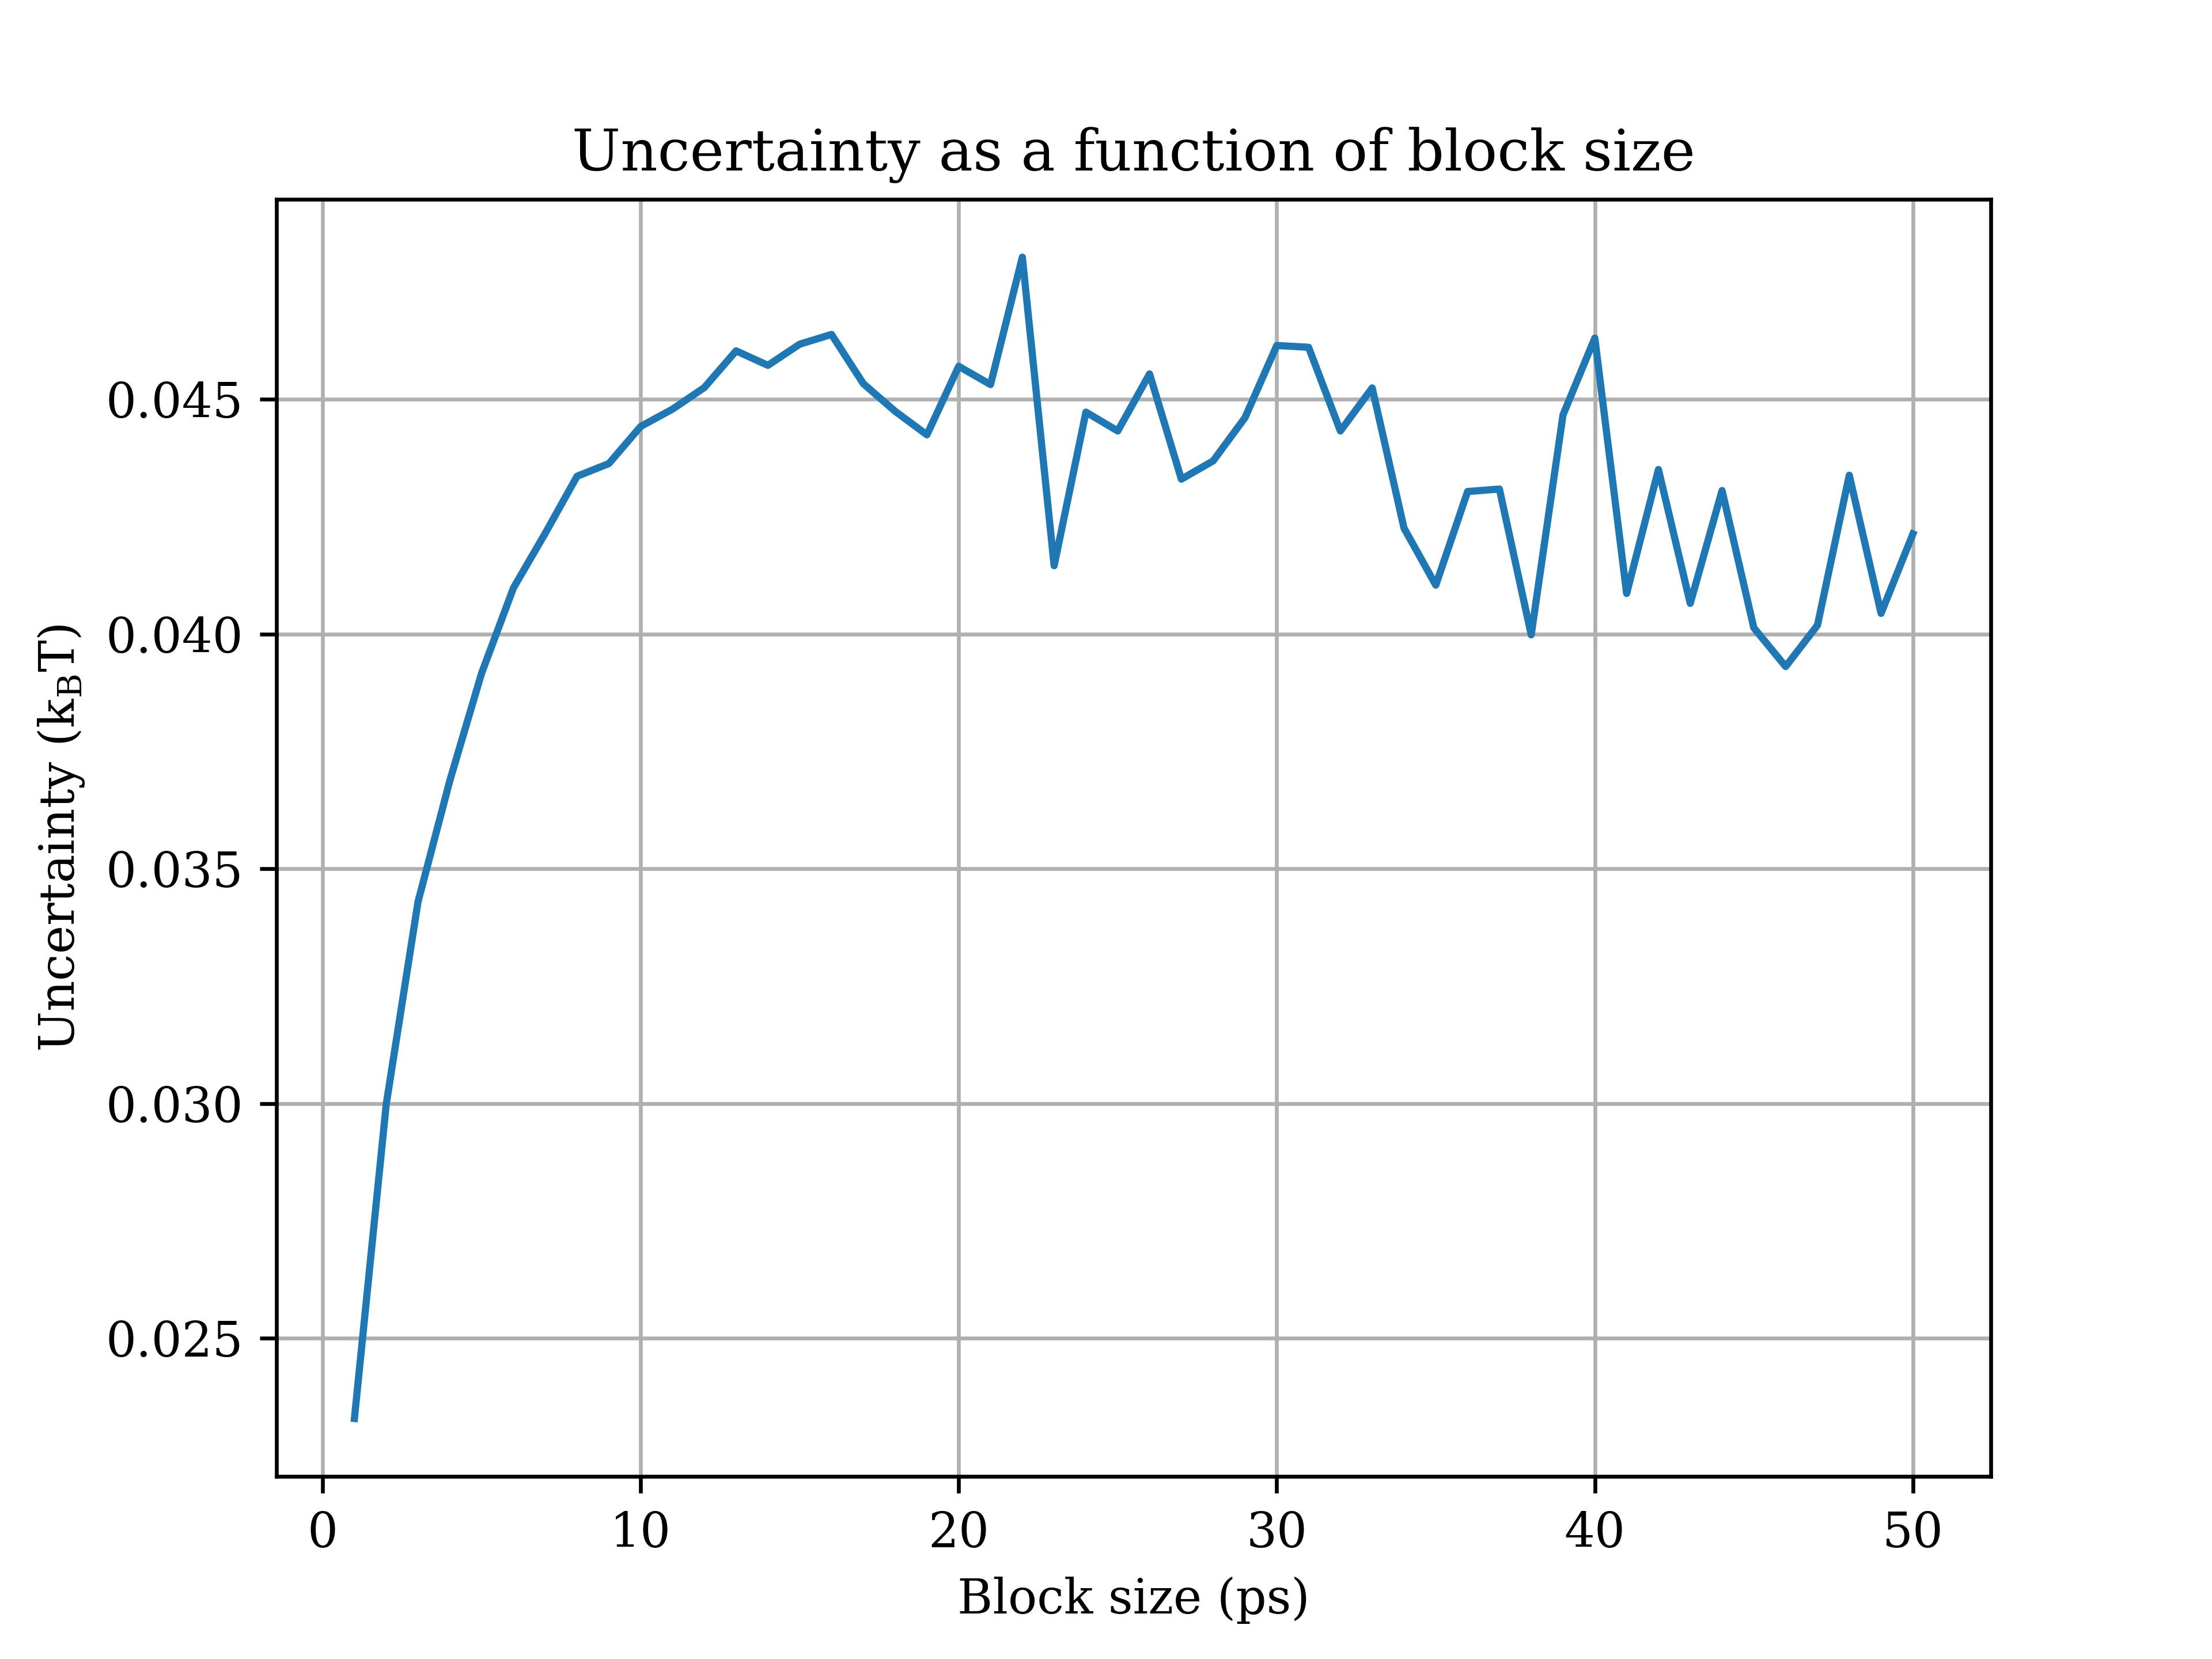 Uncertainty as a function of block size
Uncertainty (k_BT)
0.045
0.040
0.035
0.030
0.025
0 10 20 30 40 50
Block size (ps)